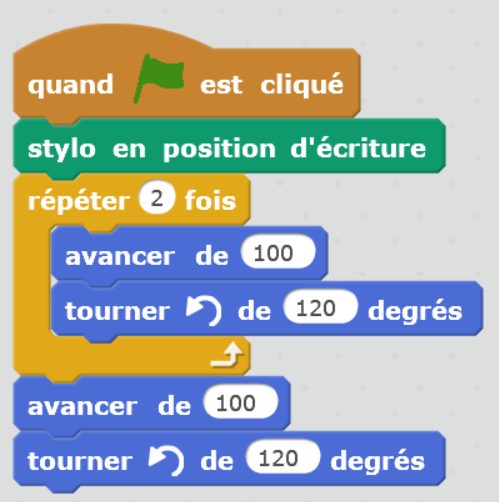 quand est cliqué
stylo en position d'écriture
répéter 2 fois
avancer de 100
tourner de 120 degrés
avancer de 100
tourner de 120 degrés